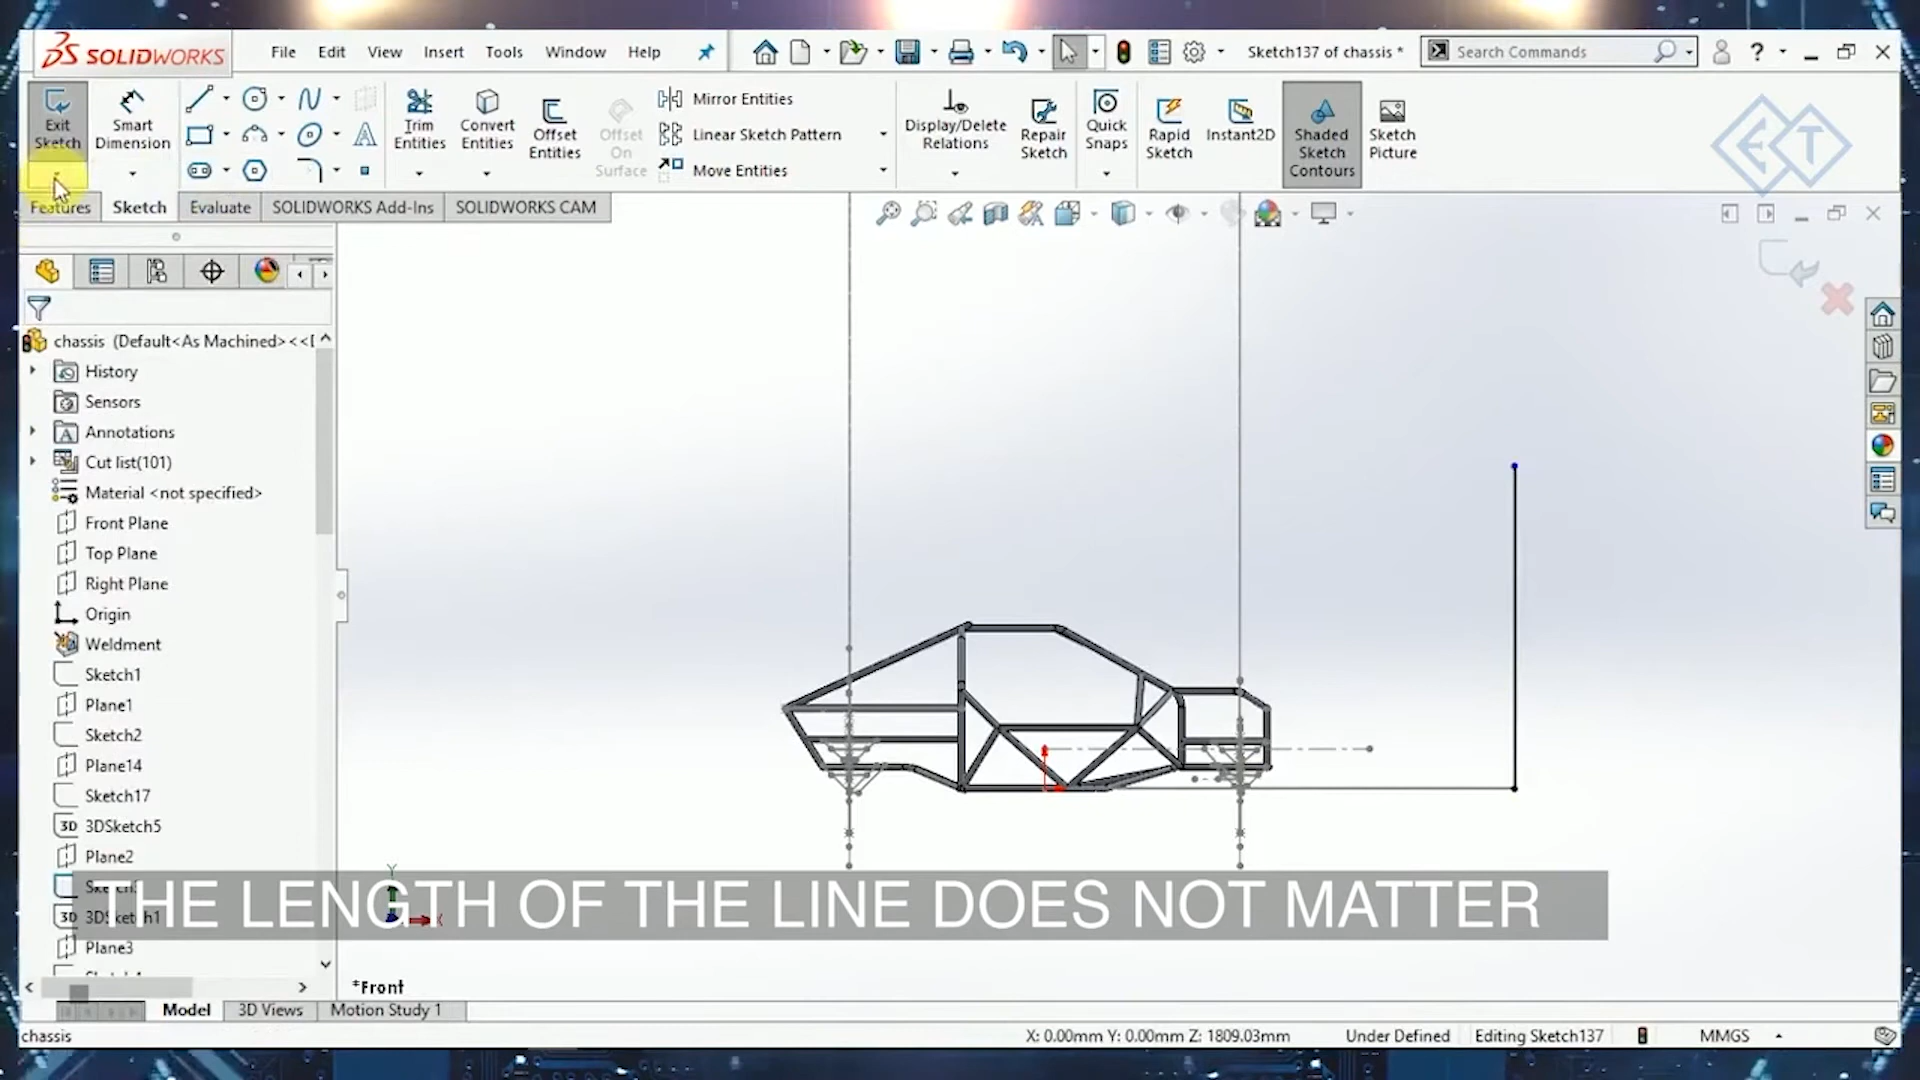 SOLIDWORKS
File Edit View Insert Tools Window Help
Sketch137 of chassis *
Search Commands
?
Exit Sketch
Smart Dimension
Trim Entities
Convert Entities
Offset Entities
Offset On Surface
Mirror Entities
Linear Sketch Pattern
Move Entities
Display/Delete Relations
Repair Sketch
Quick Snaps
Rapid Sketch
Instant2D
Shaded Sketch Contours
Sketch Picture
ET
Features Sketch Evaluate SOLIDWORKS Add-Ins SOLIDWORKS CAM
chassis (Default<As Machined><<[
History
Sensors
Annotations
Cut list(101)
Material <not specified>
Front Plane
Top Plane
Right Plane
Origin
Weldment
Sketch1
Plane1
Sketch2
Plane14
Sketch17
3D 3DSketch5
Plane2
3D 3DSketch1
Plane3
THE LENGTH OF THE LINE DOES NOT MATTER
Y
X
*Front
Model 3D Views Motion Study 1
chassis
X: 0.00mm Y: 0.00mm Z: 1809.03mm
Under Defined
Editing Sketch137
MMGS